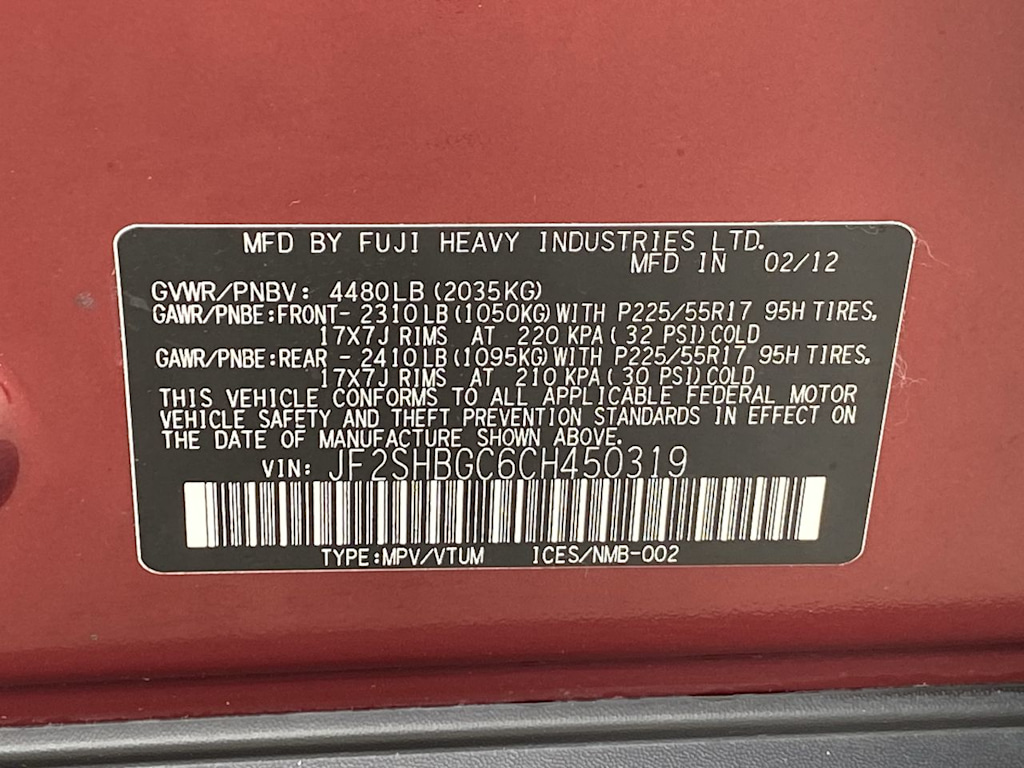 MFD BY FUJI HEAVY INDUSTRIES LTD.
MFD IN 02/12
GVWR/PNBV: 4480LB (2035KG)
GAWR/PNBE:FRONT- 2310LB (1050KG) WITH P225/55R17 95H TIRES,
17X7J RIMS AT 220 KPA ( 32 PSI) COLD
GAWR/PNBE:REAR - 2410LB (1095KG) WITH P225/55R17 95H TIRES,
17X7J RIMS AT 210 KPA ( 30 PSI) COLD
THIS VEHICLE CONFORMS TO ALL APPLICABLE FEDERAL MOTOR
VEHICLE SAFETY AND THEFT PREVENTION STANDARDS IN EFFECT ON
THE DATE OF MANUFACTURE SHOWN ABOVE.
VIN: JF2SHBGC6CH450319
TYPE:MPV/VTUM ICES/NMB-002